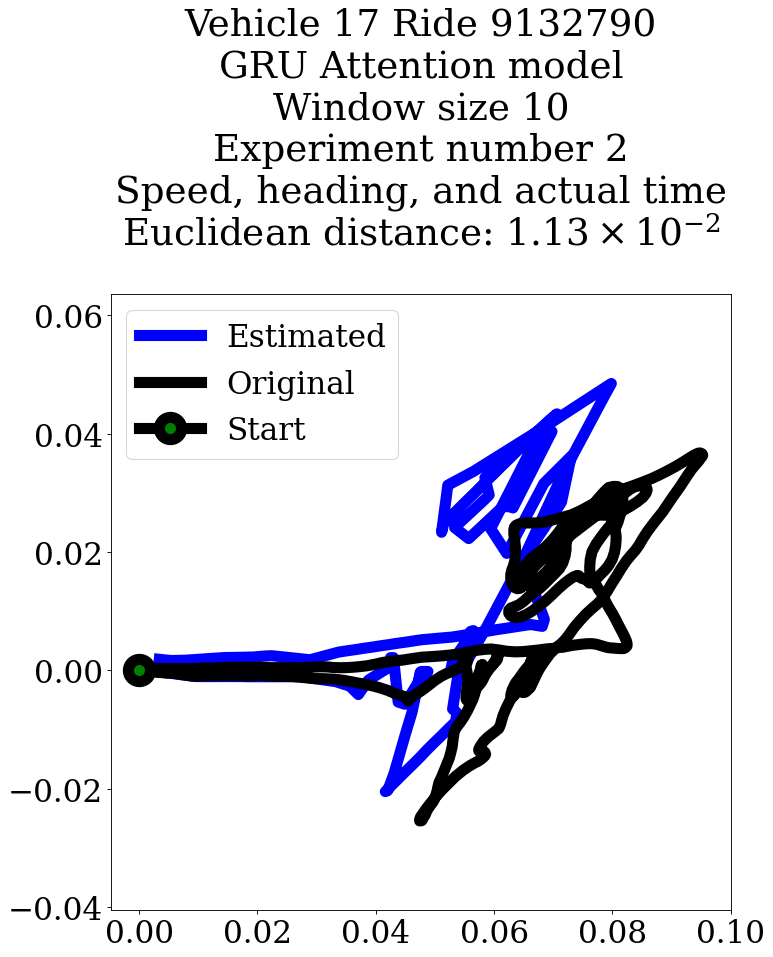 Vehicle 17 Ride 9132790
GRU Attention model
Window size 10
Experiment number 2
Speed, heading, and actual time
Euclidean distance: 1.13 × 10⁻²
0.06
Estimated
Original
Start
0.04
0.02
0.00
−0.02
−0.04
0.00 0.02 0.04 0.06 0.08 0.10